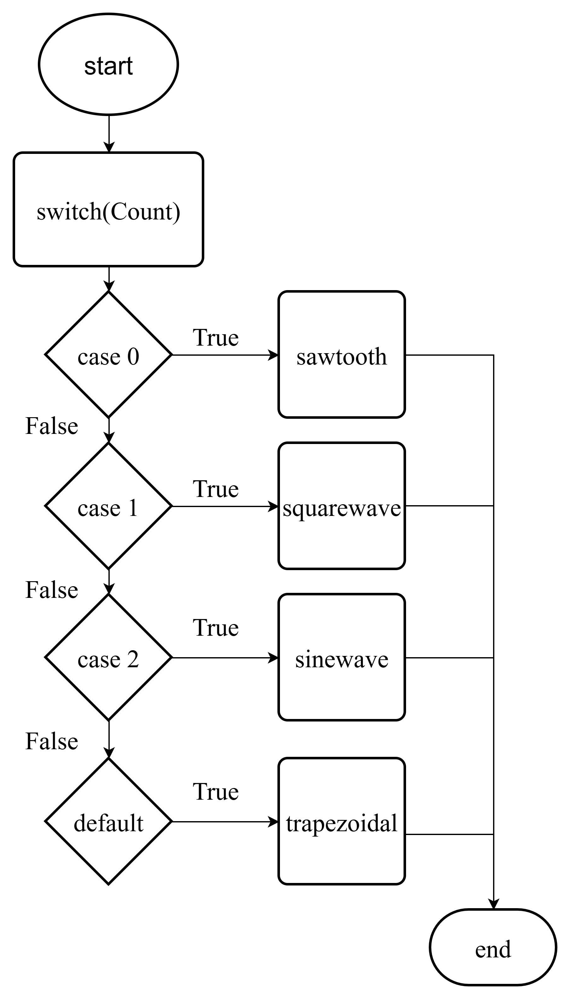 start
switch(Count)
case 0
True
sawtooth
False
case 1
True
squarewave
False
case 2
True
sinewave
False
default
True
trapezoidal
end